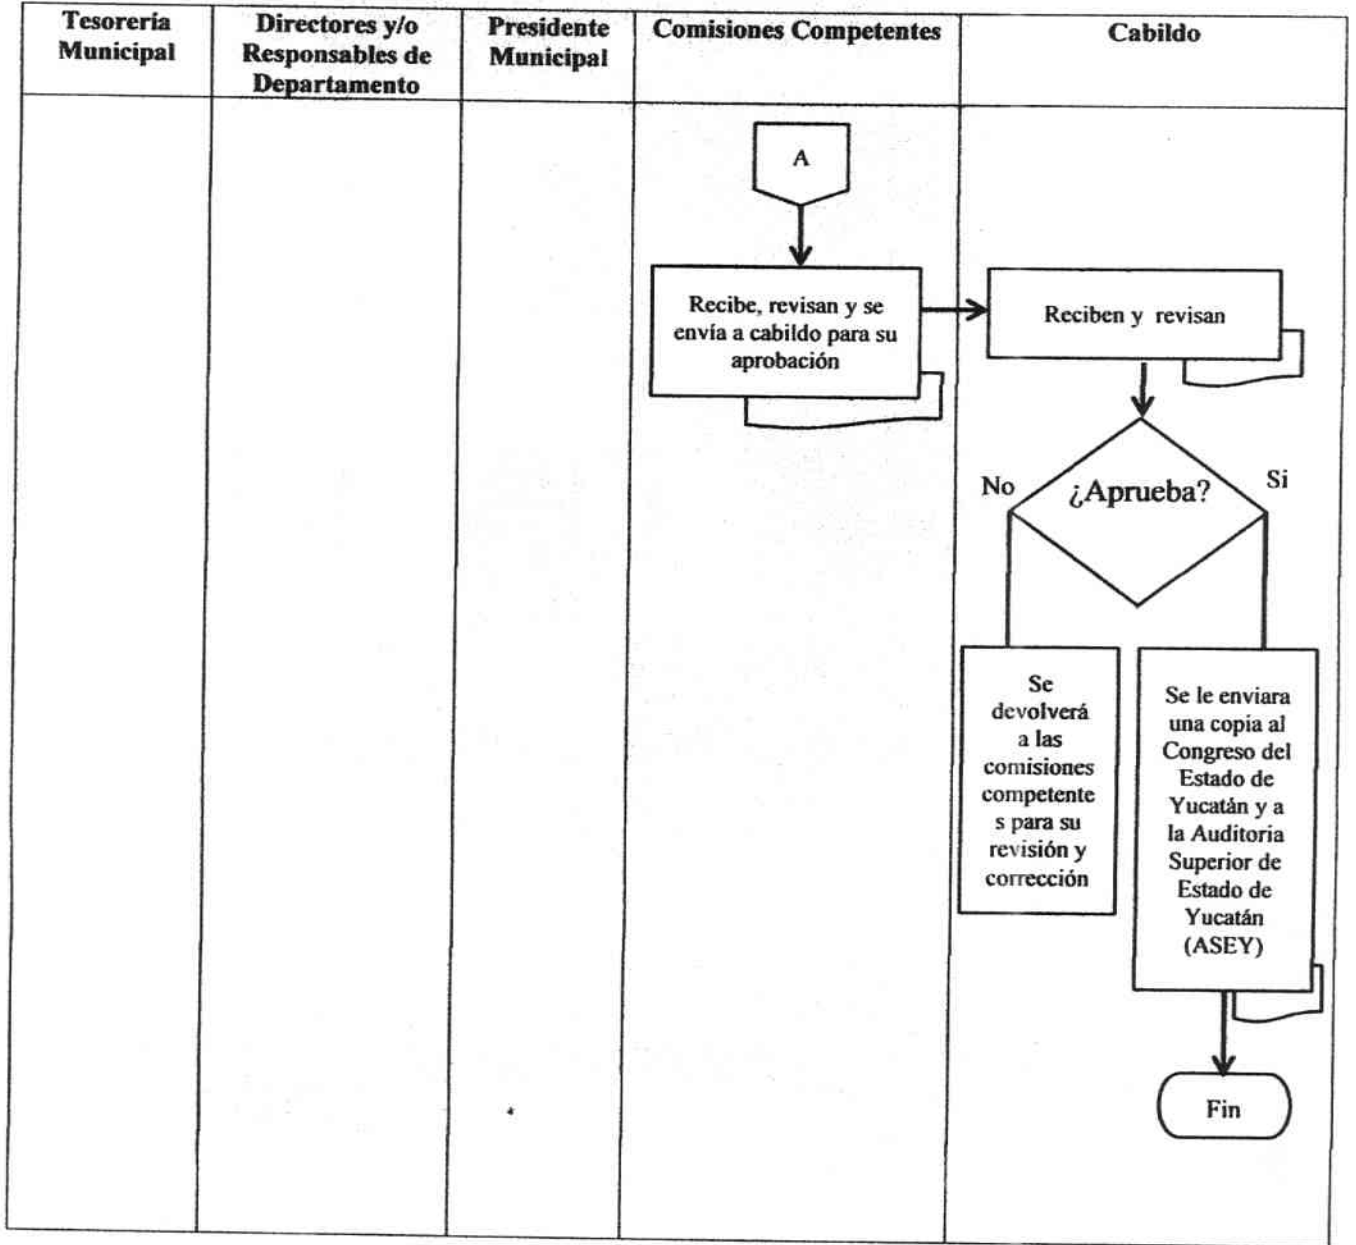 Tesorería
Municipal
Directores y/o
Responsables de
Departamento
Presidente
Municipal
Comisiones Competentes
Cabildo
A
Recibe, revisan y se
envía a cabildo para su
aprobación
Reciben y revisan
¿Aprueba?
No
Si
Se
devolverá
a las
comisiones
competente
s para su
revisión y
corrección
Se le enviara
una copia al
Congreso del
Estado de
Yucatán y a
la Auditoria
Superior de
Estado de
Yucatán
(ASEY)
Fin